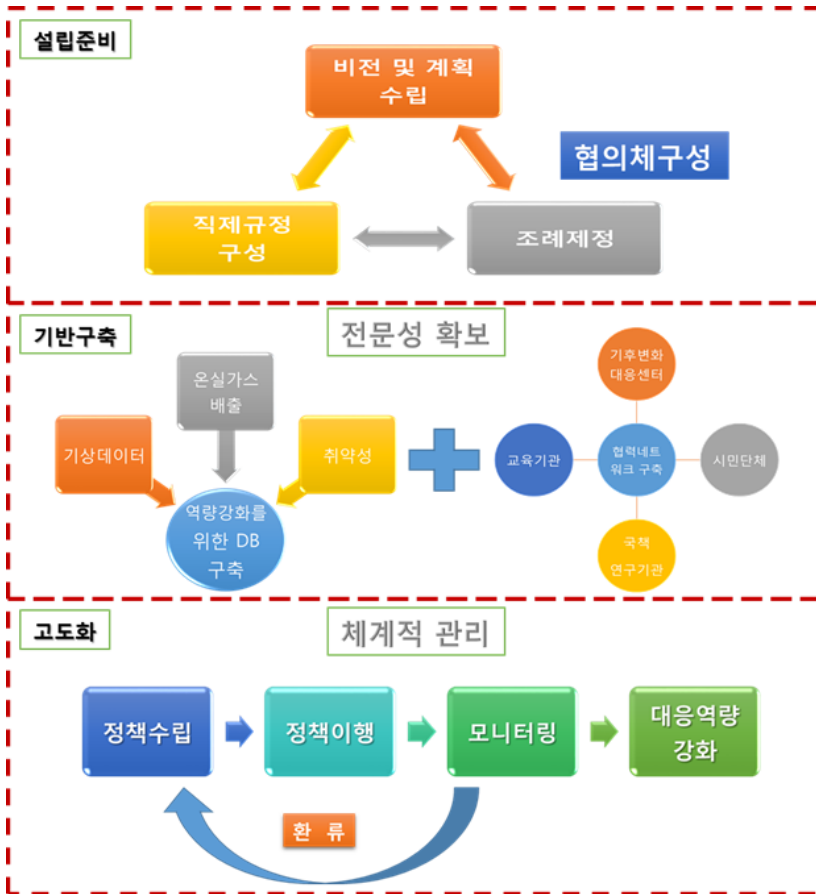 설립준비
비전 및 계획
수립
협의체구성
직제규정
구성
조례제정
기반구축
전문성 확보
온실가스
배출
기상데이터
취약성
역량강화를
위한 DB
구축
기후변화
대응센터
교육기관
협력네트
워크 구축
시민단체
국책
연구기관
고도화
체계적 관리
정책수립
정책이행
모니터링
대응역량
강화
환 류